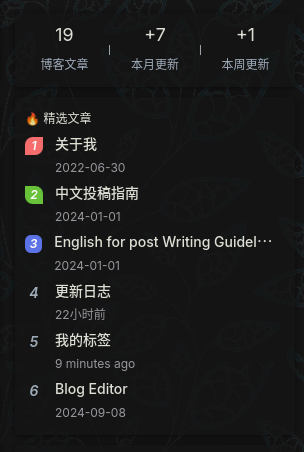 19 +7 +1
博客文章 本月更新 本周更新
🔥 精选文章
1 关于我
2022-06-30
2 中文投稿指南
2024-01-01
3 English for post Writing Guidel···
2024-01-01
4 更新日志
22小时前
5 我的标签
9 minutes ago
6 Blog Editor
2024-09-08